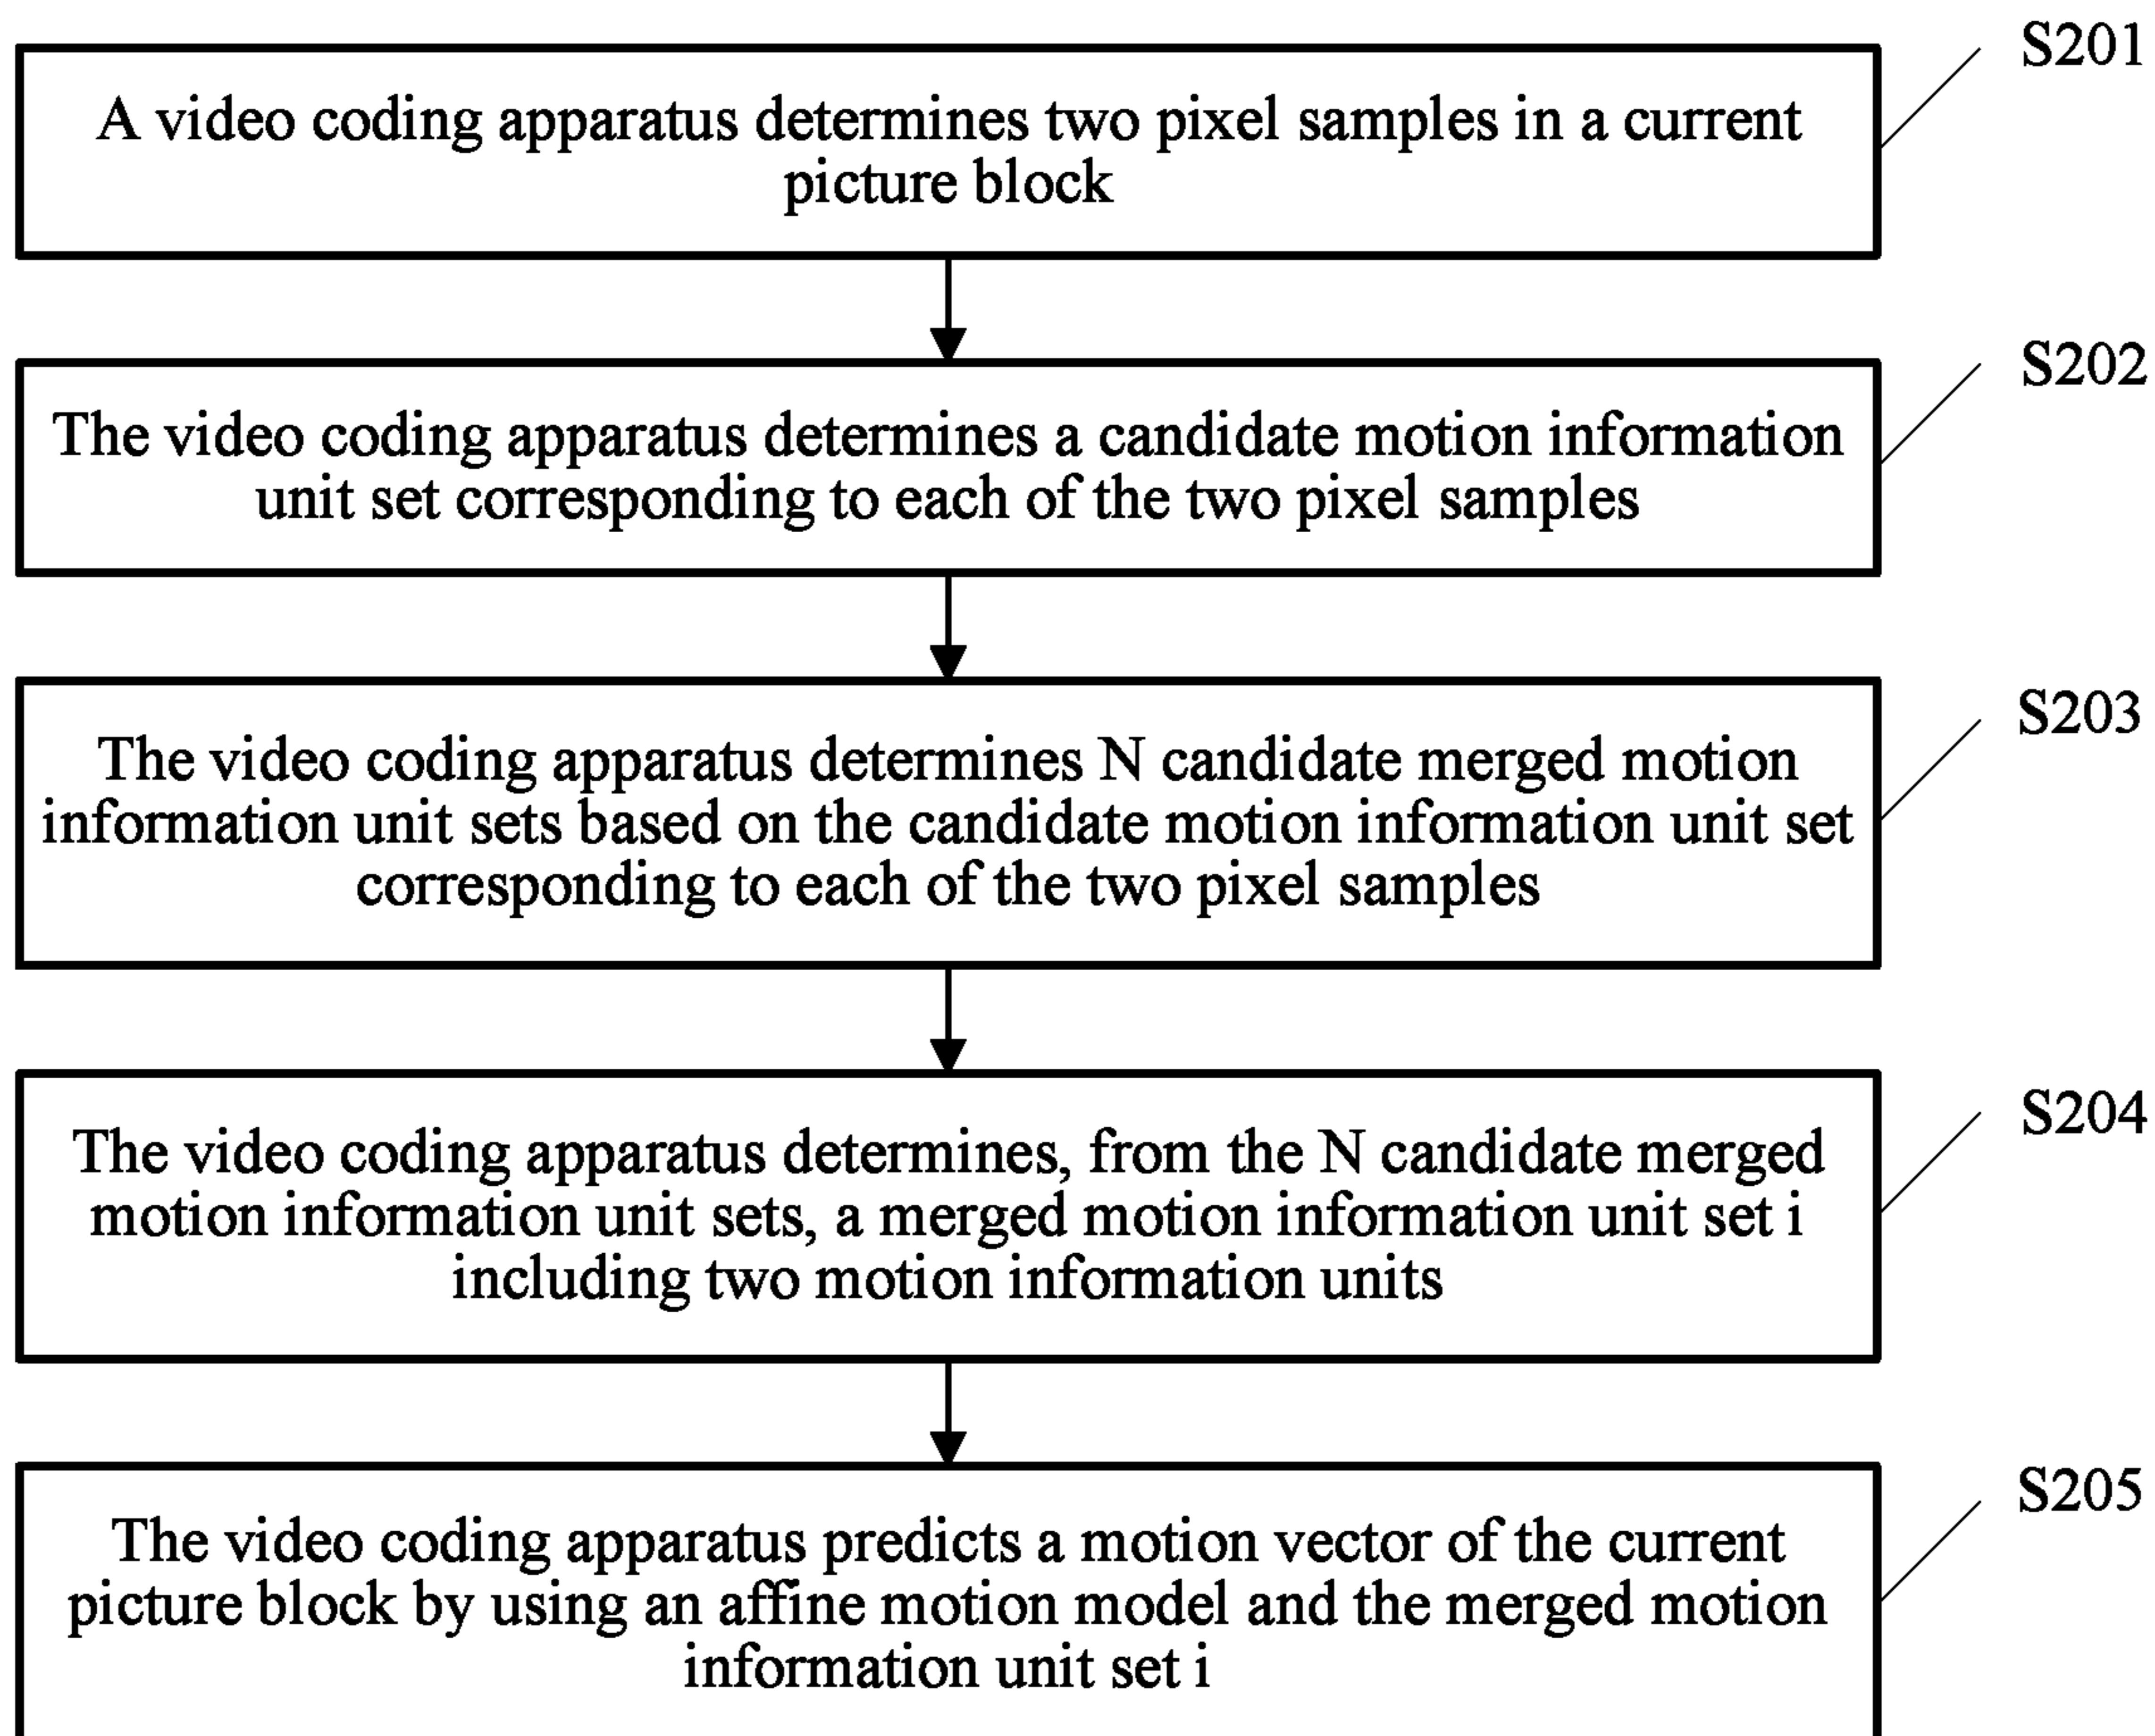 S201
A video coding apparatus determines two pixel samples in a current
picture block
S202
The video coding apparatus determines a candidate motion information
unit set corresponding to each of the two pixel samples
S203
The video coding apparatus determines N candidate merged motion
information unit sets based on the candidate motion information unit set
corresponding to each of the two pixel samples
S204
The video coding apparatus determines, from the N candidate merged
motion information unit sets, a merged motion information unit set i
including two motion information units
S205
The video coding apparatus predicts a motion vector of the current
picture block by using an affine motion model and the merged motion
information unit set i